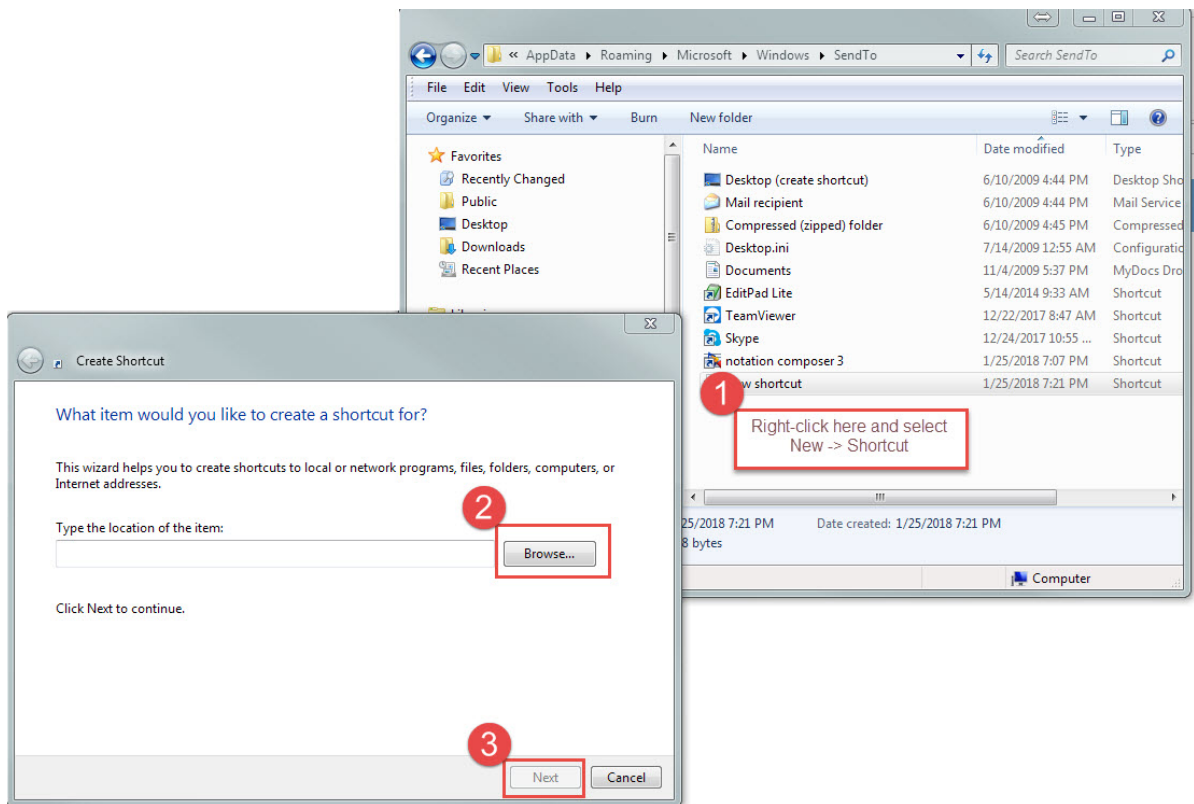 « AppData ▸ Roaming ▸ Microsoft ▸ Windows ▸ SendTo
Search SendTo
File Edit View Tools Help
Organize Share with Burn New folder
Favorites
Recently Changed
Public
Desktop
Downloads
Recent Places
Name Date modified Type
Desktop (create shortcut) 6/10/2009 4:44 PM Desktop Sho
Mail recipient 6/10/2009 4:44 PM Mail Service
Compressed (zipped) folder 6/10/2009 4:45 PM Compressed
Desktop.ini 7/14/2009 12:55 AM Configuratic
Documents 11/4/2009 5:37 PM MyDocs Dro
EditPad Lite 5/14/2014 9:33 AM Shortcut
TeamViewer 12/22/2017 8:47 AM Shortcut
Skype 12/24/2017 10:55 ... Shortcut
notation composer 3 1/25/2018 7:07 PM Shortcut
w shortcut 1/25/2018 7:21 PM Shortcut
1
Right-click here and select
New -> Shortcut
25/2018 7:21 PM Date created: 1/25/2018 7:21 PM
8 bytes
Computer
Create Shortcut
What item would you like to create a shortcut for?
This wizard helps you to create shortcuts to local or network programs, files, folders, computers, or
Internet addresses.
2
Type the location of the item:
Browse...
Click Next to continue.
3
Next Cancel